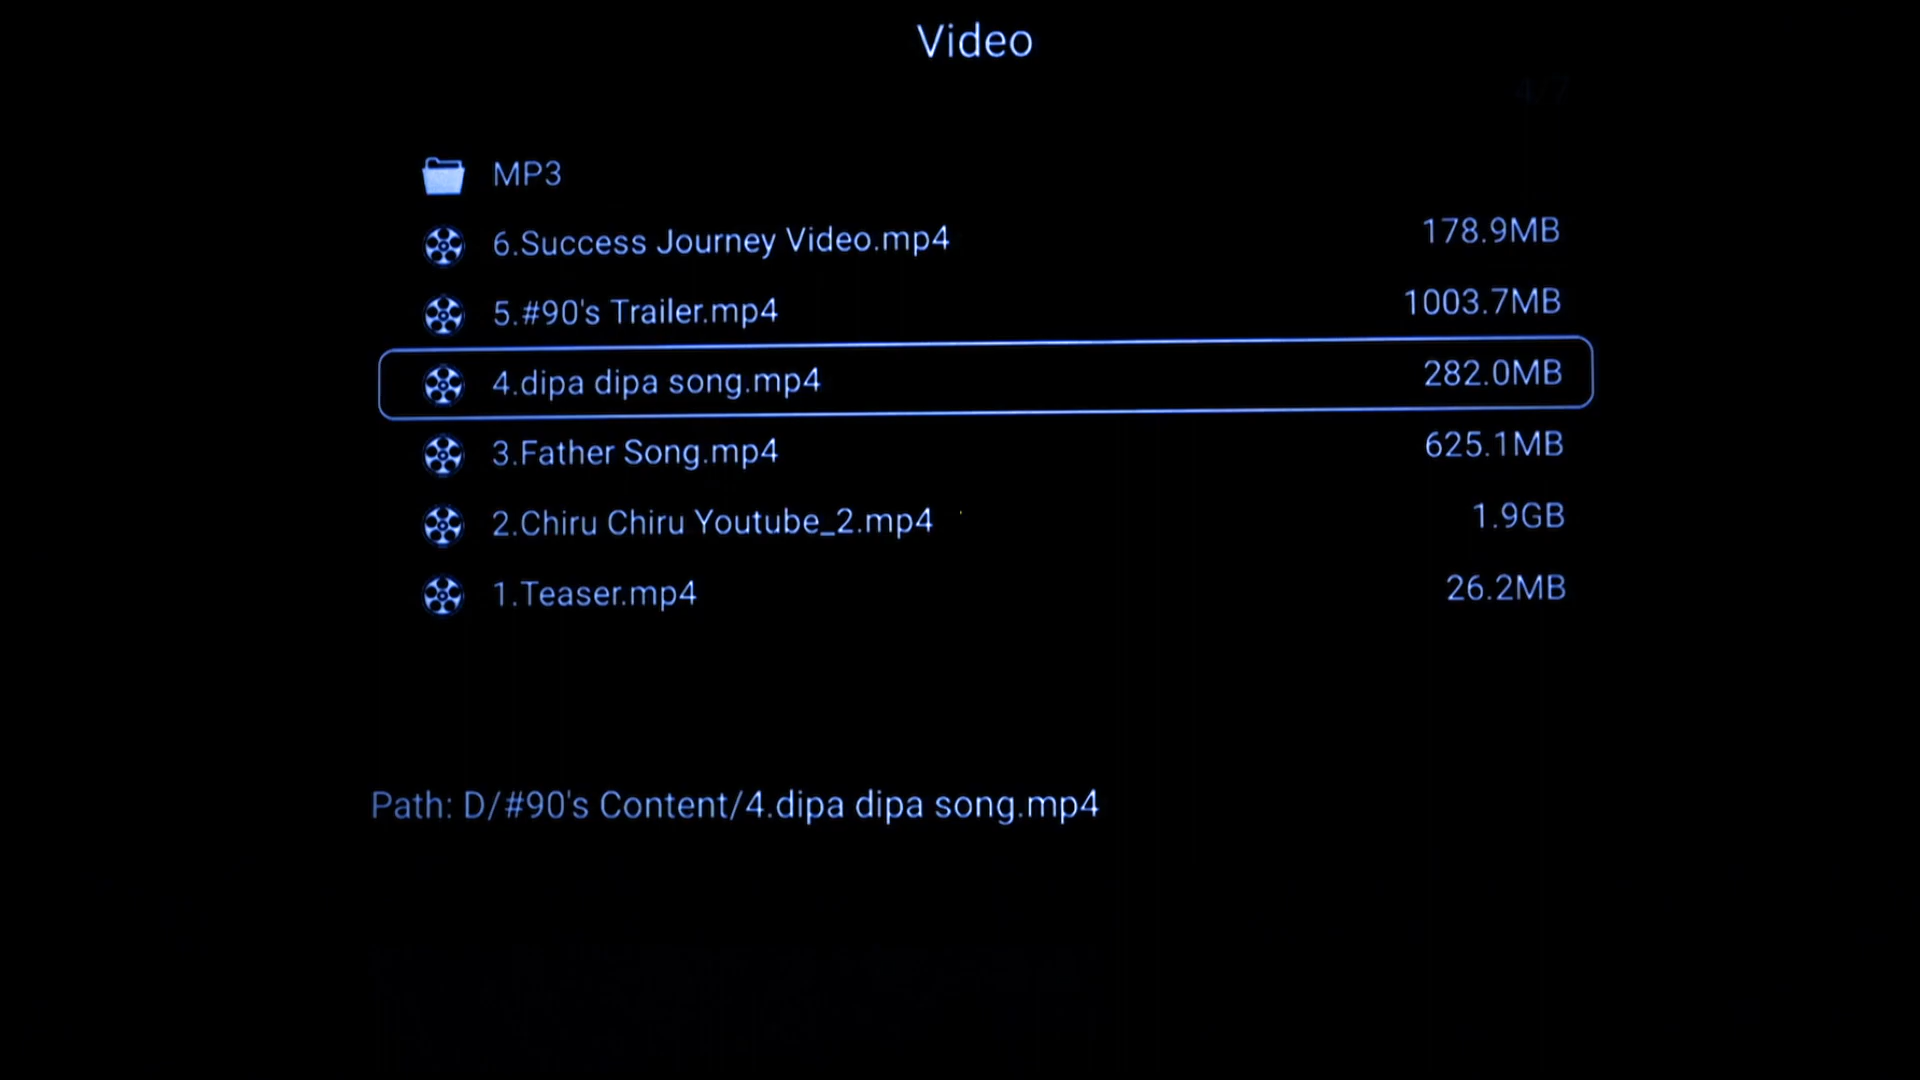 Video
4/7
MP3
6.Success Journey Video.mp4 178.9MB
5.#90's Trailer.mp4 1003.7MB
4.dipa dipa song.mp4 282.0MB
3.Father Song.mp4 625.1MB
2.Chiru Chiru Youtube_2.mp4 1.9GB
1.Teaser.mp4 26.2MB
Path: D/#90's Content/4.dipa dipa song.mp4